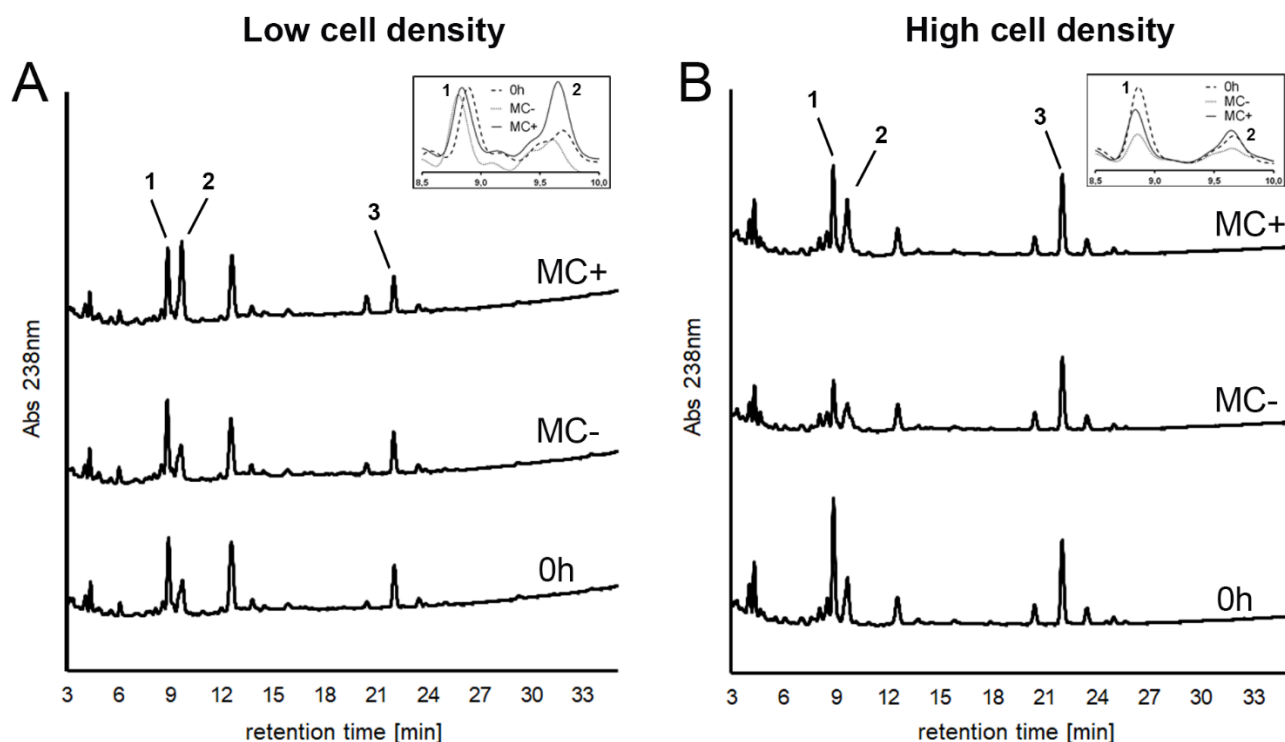 Low cell density
High cell density
A
1
0h
MC-
MC+
2
8,5
9,0
9,5
10,0
1
2
3
MC+
MC-
0h
Abs 238nm
3
6
9
12
15
18
21
24
27
30
33
retention time [min]
B
1
0h
MC-
MC+
2
8,5
9,0
9,5
10,0
1
2
3
MC+
MC-
0h
Abs 238nm
3
6
9
12
15
18
21
24
27
30
33
retention time [min]